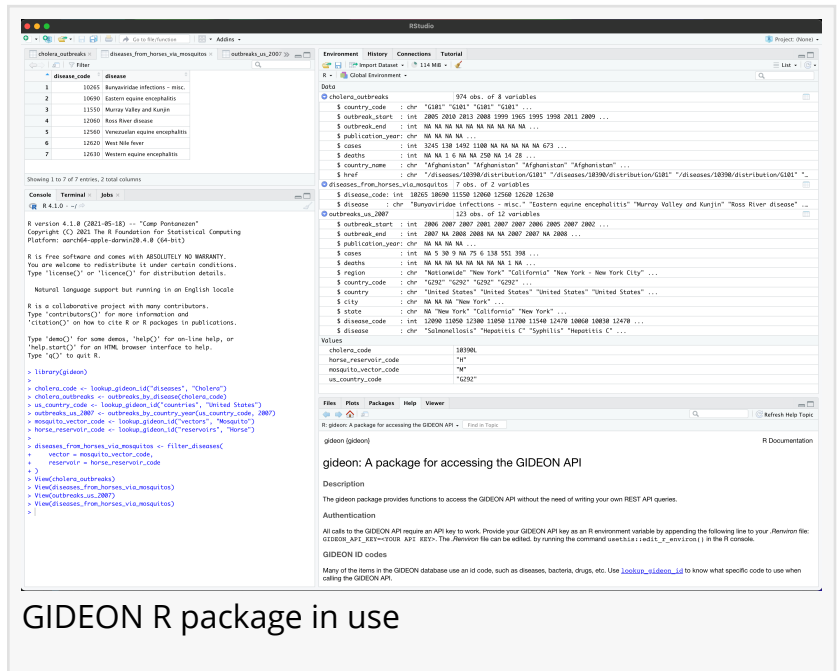 RStudio
Go to file/function
Addins
Project: (None)
cholera_outbreaks
diseases_from_horses_via_mosquitos
outbreaks_us_2007
Filter
disease_code disease
1 10265 Bunyaviridae infections - misc.
2 10690 Eastern equine encephalitis
3 11550 Murray Valley and Kunjin
4 12060 Ross River disease
5 12560 Venezuelan equine encephalitis
6 12620 West Nile fever
7 12630 Western equine encephalitis
Showing 1 to 7 of 7 entries, 2 total columns
Console Terminal Jobs
R 4.1.0 · ~/
R version 4.1.0 (2021-05-18) -- "Camp Pontanezen"
Copyright (C) 2021 The R Foundation for Statistical Computing
Platform: aarch64-apple-darwin20.4.0 (64-bit)
R is free software and comes with ABSOLUTELY NO WARRANTY.
You are welcome to redistribute it under certain conditions.
Type 'license()' or 'licence()' for distribution details.
Natural language support but running in an English locale
R is a collaborative project with many contributors.
Type 'contributors()' for more information and
'citation()' on how to cite R or R packages in publications.
Type 'demo()' for some demos, 'help()' for on-line help, or
'help.start()' for an HTML browser interface to help.
Type 'q()' to quit R.
> library(gideon)
>
> cholera_code <- lookup_gideon_id("diseases", "Cholera")
> cholera_outbreaks <- outbreaks_by_disease(cholera_code)
> us_country_code <- lookup_gideon_id("countries", "United States")
> outbreaks_us_2007 <- outbreaks_by_country_year(us_country_code, 2007)
> mosquito_vector_code <- lookup_gideon_id("vectors", "Mosquito")
> horse_reservoir_code <- lookup_gideon_id("reservoirs", "Horse")
>
> diseases_from_horses_via_mosquitos <- filter_diseases(
+ vector = mosquito_vector_code,
+ reservoir = horse_reservoir_code
+ )
> View(cholera_outbreaks)
> View(diseases_from_horses_via_mosquitos)
> View(outbreaks_us_2007)
> View(diseases_from_horses_via_mosquitos)
>
Environment History Connections Tutorial
Import Dataset 114 MiB List
R Global Environment
Data
cholera_outbreaks 974 obs. of 8 variables
$ country_code : chr "G101" "G101" "G101" "G101" ...
$ outbreak_start : int 2005 2010 2013 2008 1999 1965 1995 1998 2011 2009 ...
$ outbreak_end : int NA NA NA NA NA NA NA NA NA NA ...
$ publication_year: chr NA NA NA NA ...
$ cases : int 3245 130 1492 1100 NA NA NA NA NA 673 ...
$ deaths : int NA NA 1 6 NA NA 250 NA 14 28 ...
$ country_name : chr "Afghanistan" "Afghanistan" "Afghanistan" "Afghanistan" ...
$ href : chr "/diseases/10390/distribution/G101" "/diseases/10390/distribution/G101" "/diseases/10390/distribution/G101" "…
diseases_from_horses_via_mosquitos 7 obs. of 2 variables
$ disease_code: int 10265 10690 11550 12060 12560 12620 12630
$ disease : chr "Bunyaviridae infections - misc." "Eastern equine encephalitis" "Murray Valley and Kunjin" "Ross River disease" ...
outbreaks_us_2007 123 obs. of 12 variables
$ outbreak_start : int 2006 2007 2007 2001 2007 2007 2006 2005 2007 2002 ...
$ outbreak_end : int 2007 NA 2008 2008 NA NA 2007 2007 NA 2008 ...
$ publication_year: chr NA NA NA NA ...
$ cases : int NA 5 30 9 NA 75 6 138 551 398 ...
$ deaths : int NA NA NA NA NA NA NA NA 1 NA ...
$ region : chr "Nationwide" "New York" "California" "New York - New York City" ...
$ country_code : chr "G292" "G292" "G292" "G292" ...
$ country : chr "United States" "United States" "United States" "United States" ...
$ city : chr NA NA NA "New York" ...
$ state : chr NA "New York" "California" "New York" ...
$ disease_code : int 12090 11050 12300 11050 11700 11540 12470 10060 10030 12470 ...
$ disease : chr "Salmonellosis" "Hepatitis C" "Syphilis" "Hepatitis C" ...
Values
cholera_code 10390L
horse_reservoir_code "H"
mosquito_vector_code "M"
us_country_code "G292"
Files Plots Packages Help Viewer
Refresh Help Topic
R: gideon: A package for accessing the GIDEON API Find in Topic
gideon {gideon} R Documentation
gideon: A package for accessing the GIDEON API
Description
The gideon package provides functions to access the GIDEON API without the need of writing your own REST API queries.
Authentication
All calls to the GIDEON API require an API key to work. Provide your GIDEON API key as an R environment variable by appending the following line to your .Renviron file:
GIDEON_API_KEY=<YOUR API KEY>. The .Renviron file can be edited. by running the command usethis::edit_r_environ() in the R console.
GIDEON ID codes
Many of the items in the GIDEON database use an id code, such as diseases, bacteria, drugs, etc. Use lookup_gideon_id to know what specific code to use when
calling the GIDEON API.
GIDEON R package in use